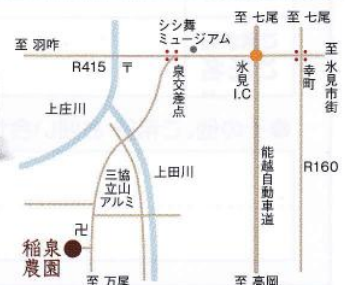 至 七尾
至 七尾
シシ舞
ミュージアム
至 羽咋
至
氷見市街
R415
〒
泉交差点
氷見
I.C
幸町
上庄川
三協
立山
アルミ
上田川
能越自動車道
R160
卍
稲泉
農園
至 万尾
至 高岡